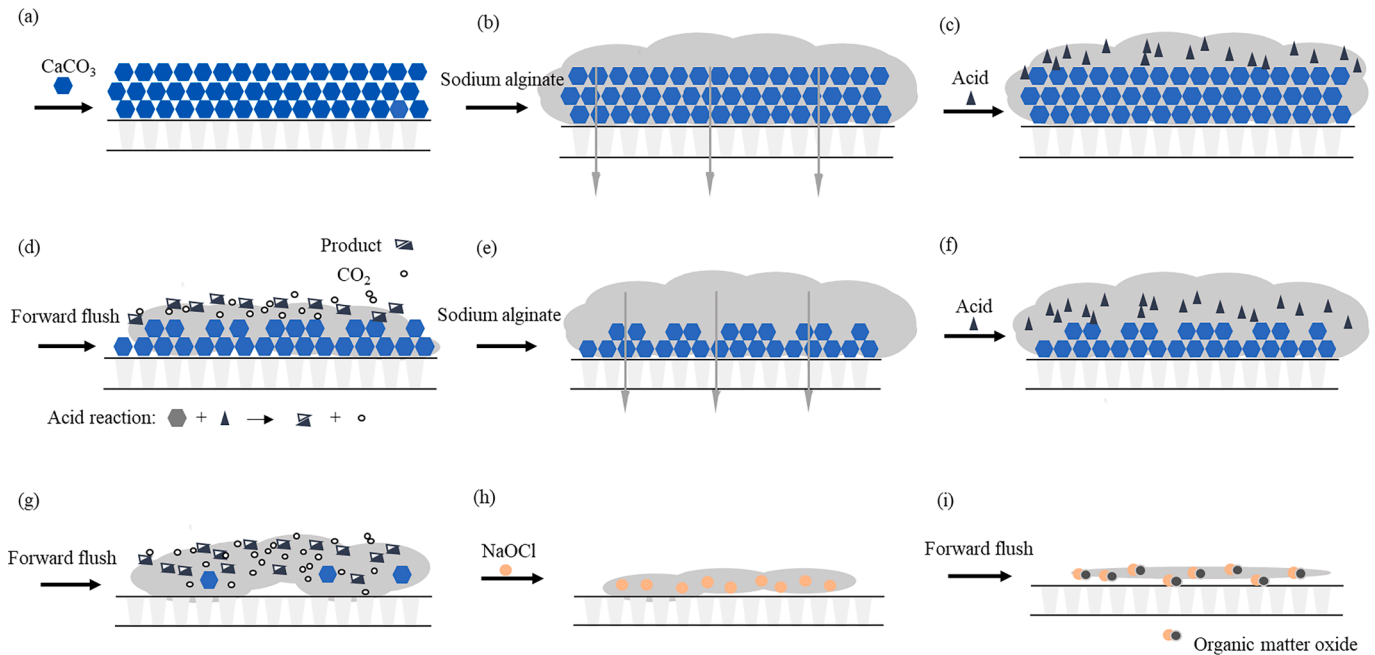 (a)
CaCO3
(b)
Sodium alginate
(c)
Acid
(d)
Product
CO2
Forward flush
Acid reaction: + +
(e)
Sodium alginate
(f)
Acid
(g)
Forward flush
(h)
NaOCl
(i)
Forward flush
Organic matter oxide